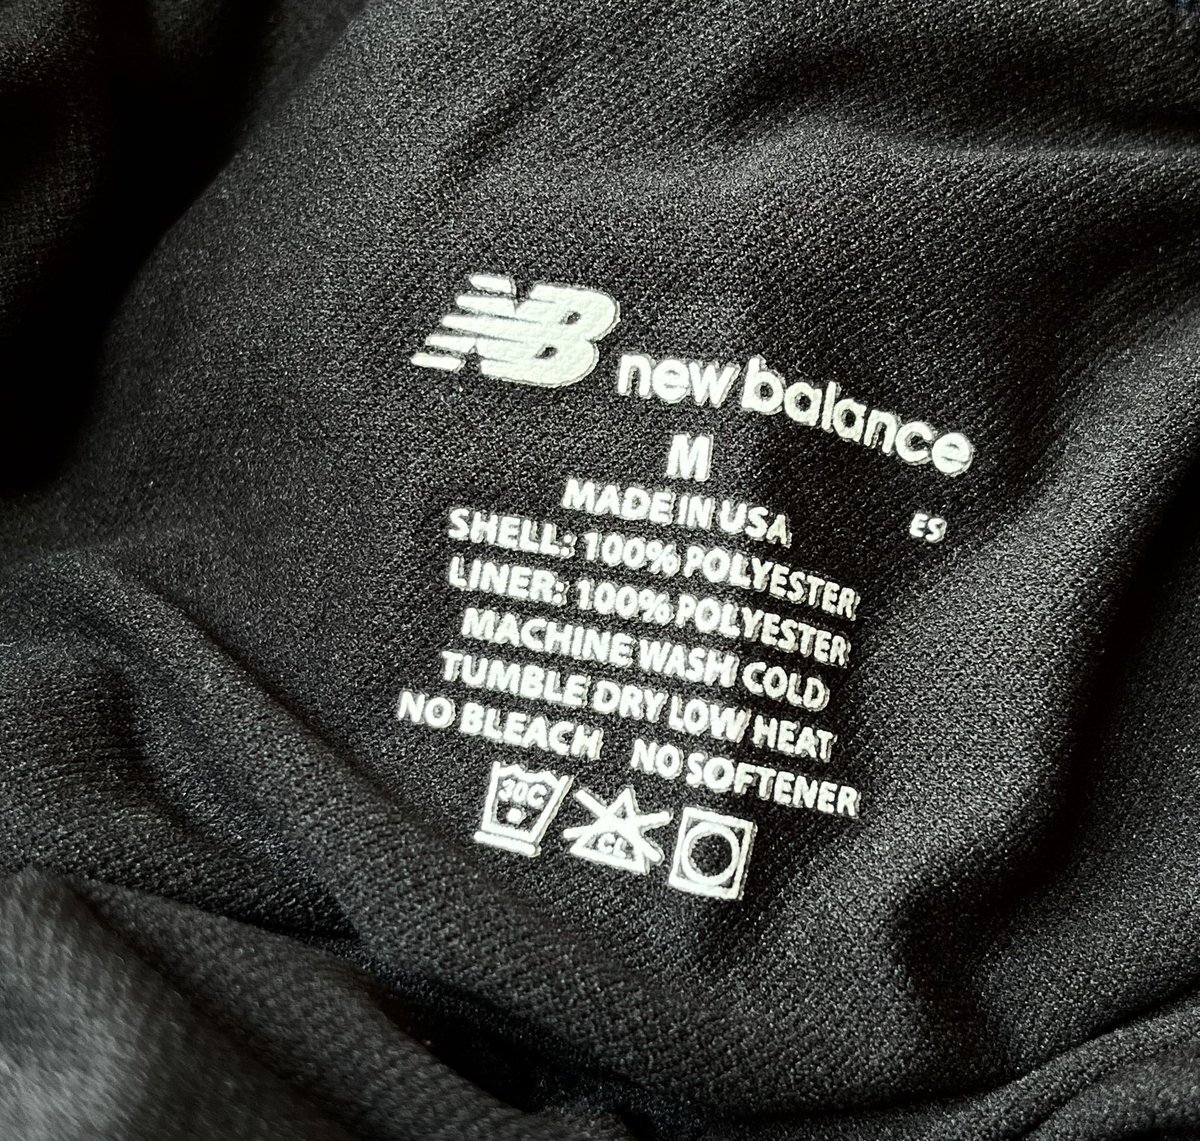 NB new balance
M
MADE IN USA
ES
SHELL: 100% POLYESTER
LINER: 100% POLYESTER
MACHINE WASH COLD
TUMBLE DRY LOW HEAT
NO BLEACH NO SOFTENER
30C CL